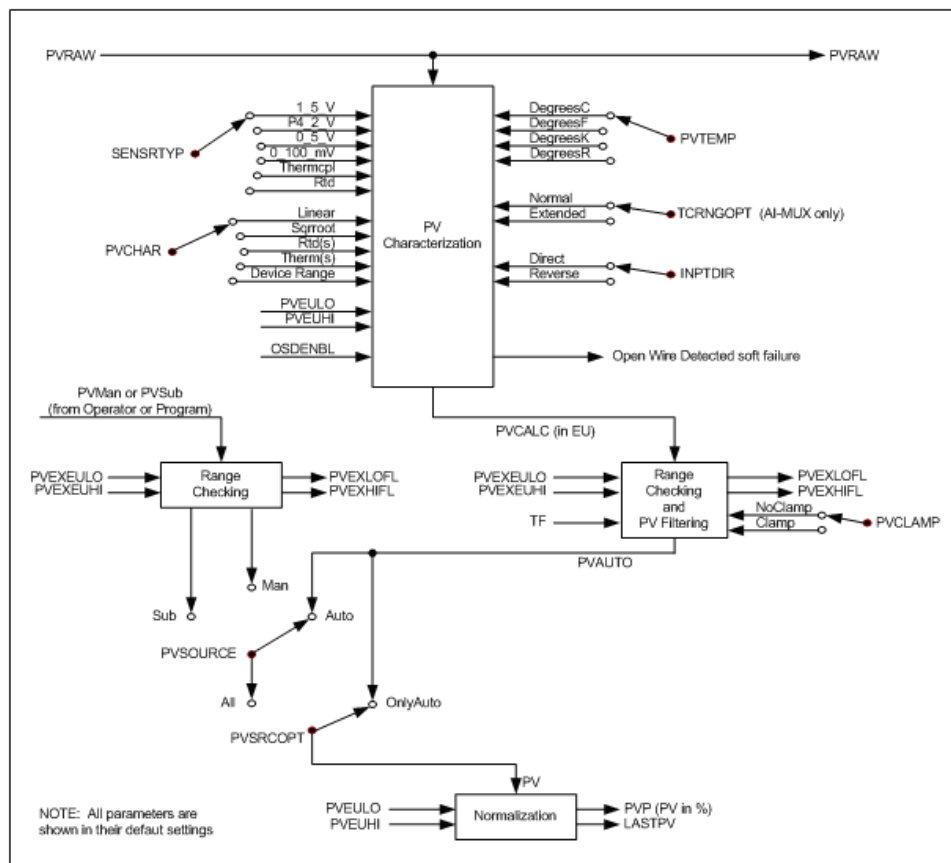 PVRAW
PVRAW
1_5_V
P4_2_V
0_5_V
0_100_mV
Thermcpl
Rtd
SENSRTYP
DegreesC
DegreesF
DegreesK
DegreesR
PVTEMP
Linear
Sqrroot
Rtd(s)
Therm(s)
Device Range
PVCHAR
PV
Characterization
Normal
Extended
TCRNGOPT (AI-MUX only)
Direct
Reverse
INPTDIR
PVEULO
PVEUHI
OSDENBL
Open Wire Detected soft failure
PVMan or PVSub
(from Operator or Program)
PVCALC (in EU)
PVEXEULO
PVEXEUHI
Range
Checking
PVEXLOFL
PVEXHIFL
PVEXEULO
PVEXEUHI
TF
Range
Checking
and
PV Filtering
PVEXLOFL
PVEXHIFL
NoClamp
Clamp
PVCLAMP
PVAUTO
Man
Sub
Auto
PVSOURCE
All
OnlyAuto
PVSRCOPT
PV
PVEULO
PVEUHI
Normalization
PVP (PV in %)
LASTPV
NOTE: All parameters are
shown in their defaut settings